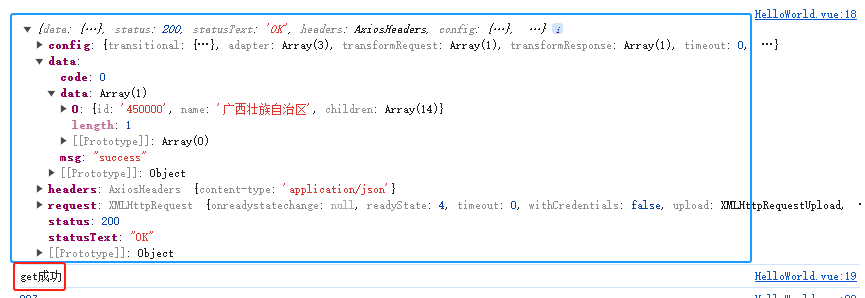 HelloWorld.vue:18
▼ {data: {…}, status: 200, statusText: 'OK', headers: AxiosHeaders, config: {…}, …} i
▶ config: {transitional: {…}, adapter: Array(3), transformRequest: Array(1), transformResponse: Array(1), timeout: 0, …}
▼ data:
code: 0
▼ data: Array(1)
▶ 0: {id: '450000', name: '广西壮族自治区', children: Array(14)}
length: 1
▶ [[Prototype]]: Array(0)
msg: "success"
▶ [[Prototype]]: Object
▶ headers: AxiosHeaders {content-type: 'application/json'}
▶ request: XMLHttpRequest {onreadystatechange: null, readyState: 4, timeout: 0, withCredentials: false, upload: XMLHttpRequestUpload,
status: 200
statusText: "OK"
▶ [[Prototype]]: Object
get成功 HelloWorld.vue:19